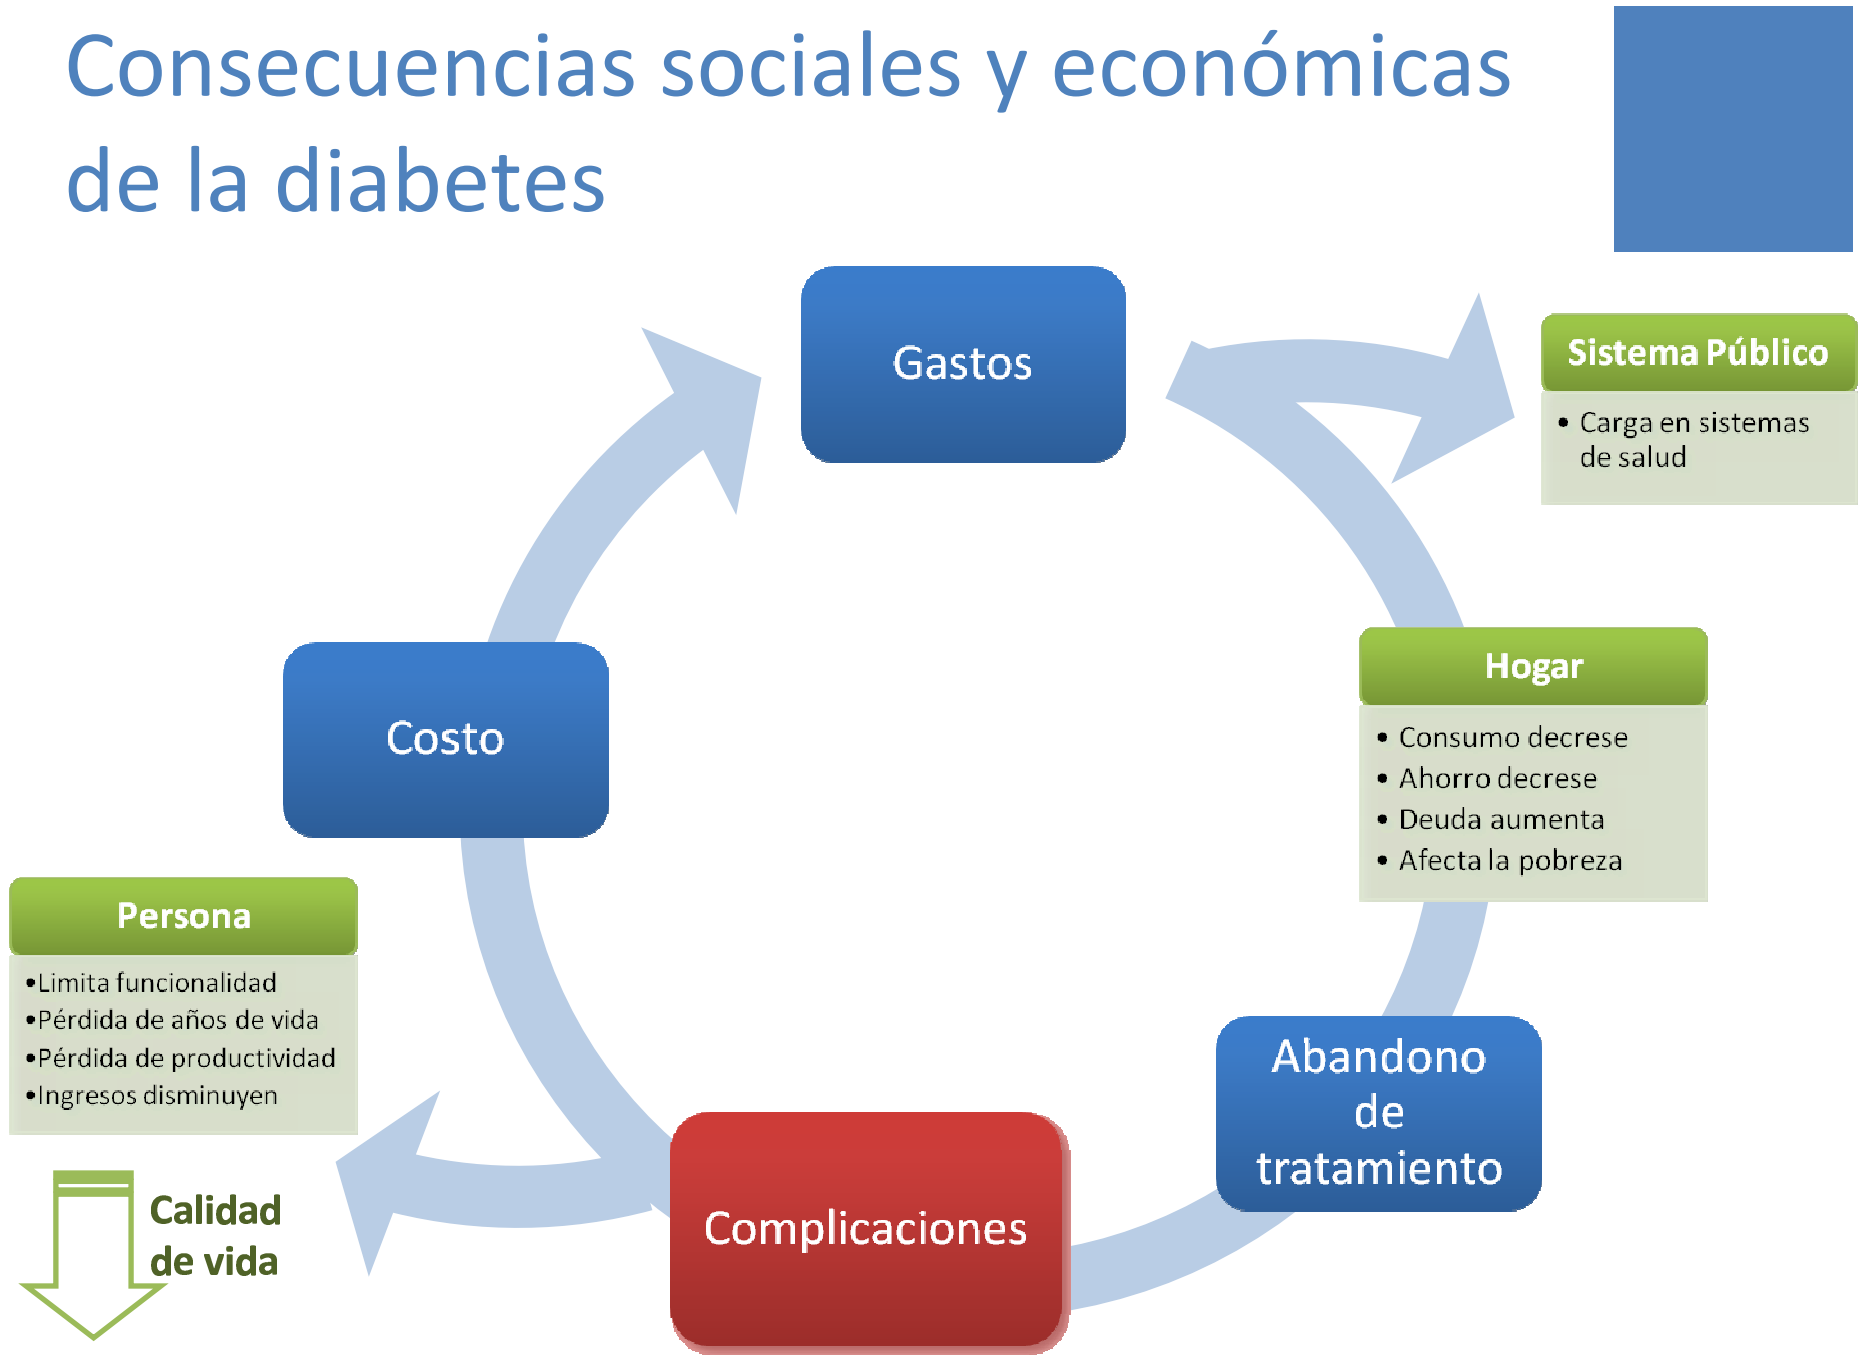 Consecuencias sociales y económicas
de la diabetes
Gastos
Sistema Público
• Carga en sistemas
de salud
Hogar
• Consumo decrese
• Ahorro decrese
• Deuda aumenta
• Afecta la pobreza
Abandono
de
tratamiento
Complicaciones
Costo
Persona
•Limita funcionalidad
•Pérdida de años de vida
•Pérdida de productividad
•Ingresos disminuyen
Calidad
de vida